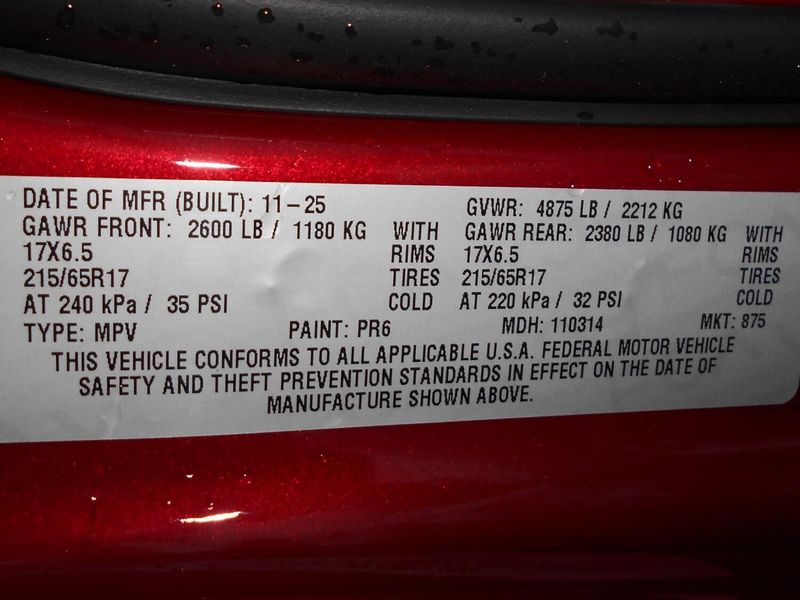 DATE OF MFR (BUILT): 11-25 GVWR: 4875 LB / 2212 KG
GAWR FRONT: 2600 LB / 1180 KG WITH GAWR REAR: 2380 LB / 1080 KG WITH
17X6.5 RIMS 17X6.5 RIMS
215/65R17 TIRES 215/65R17 TIRES
AT 240 kPa / 35 PSI COLD AT 220 kPa / 32 PSI COLD
TYPE: MPV PAINT: PR6 MDH: 110314 MKT: 875
THIS VEHICLE CONFORMS TO ALL APPLICABLE U.S.A. FEDERAL MOTOR VEHICLE
SAFETY AND THEFT PREVENTION STANDARDS IN EFFECT ON THE DATE OF
MANUFACTURE SHOWN ABOVE.